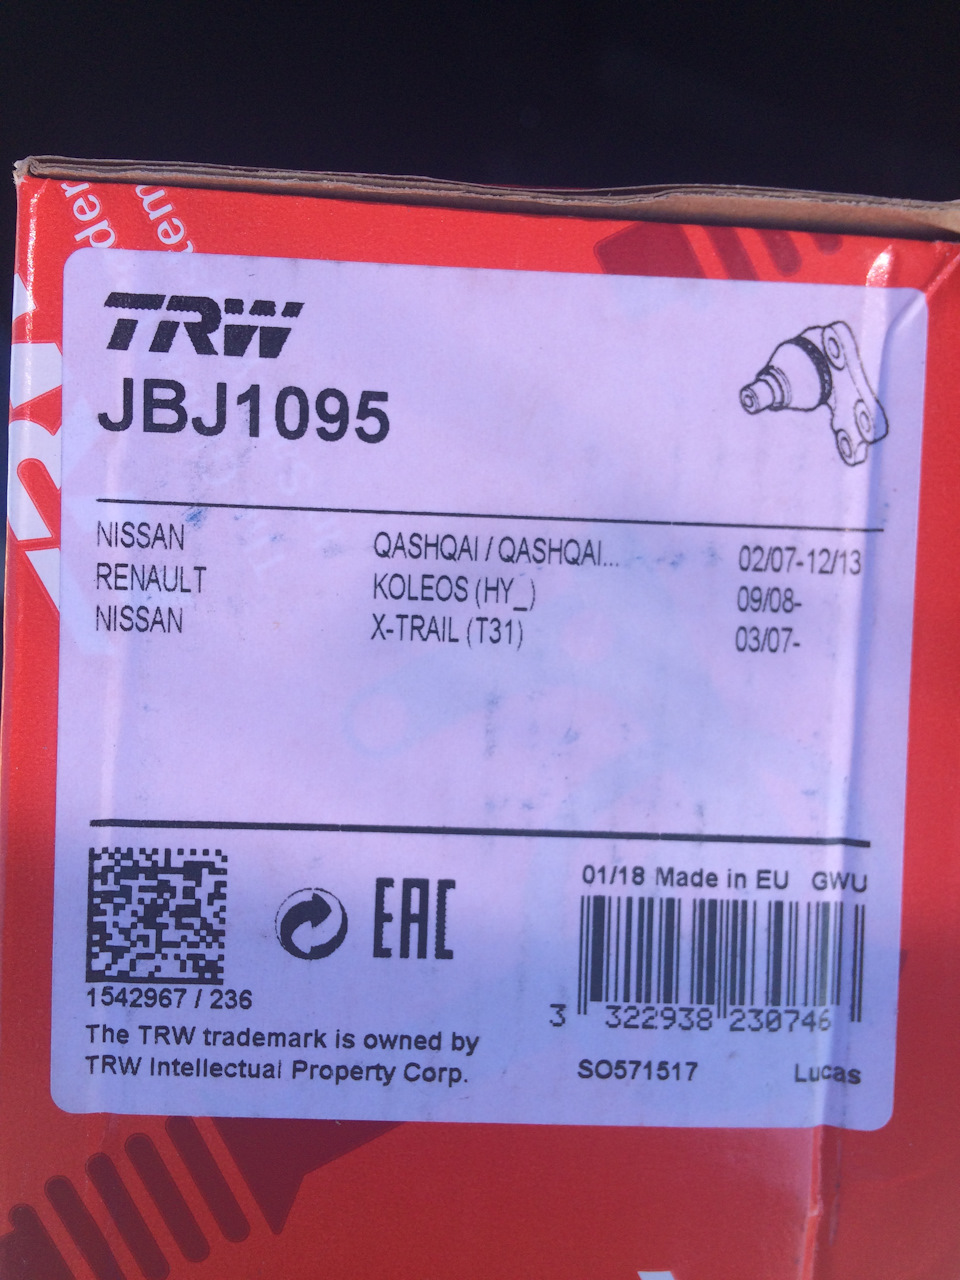 der
tem
TRW
JBJ1095
NISSAN QASHQAI / QASHQAI... 02/07-12/13
RENAULT KOLEOS (HY_) 09/08-
NISSAN X-TRAIL (T31) 03/07-
01/18 Made in EU GWU
EAC
1542967 / 236
3 322938 230746
The TRW trademark is owned by
TRW Intellectual Property Corp.
SO571517 Lucas